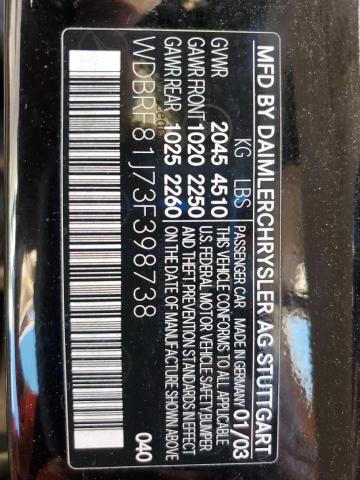 MFD BY DAIMLERCHRYSLER AG-STUTTGART
KG LBS PASSENGER CAR MADE IN GERMANY 01/03
GVWR 2045 4510 THIS VEHICLE CONFORMS TO ALL APPLICABLE
GAWR FRONT 1020 2250 U.S. FEDERAL MOTOR VEHICLE SAFETY BUMPER
GAWR REAR 1025 2260 AND THEFT PREVENTION STANDARDS IN EFFECT
ON THE DATE OF MANUFACTURE SHOWN ABOVE
WDBRF81J73F398738 040